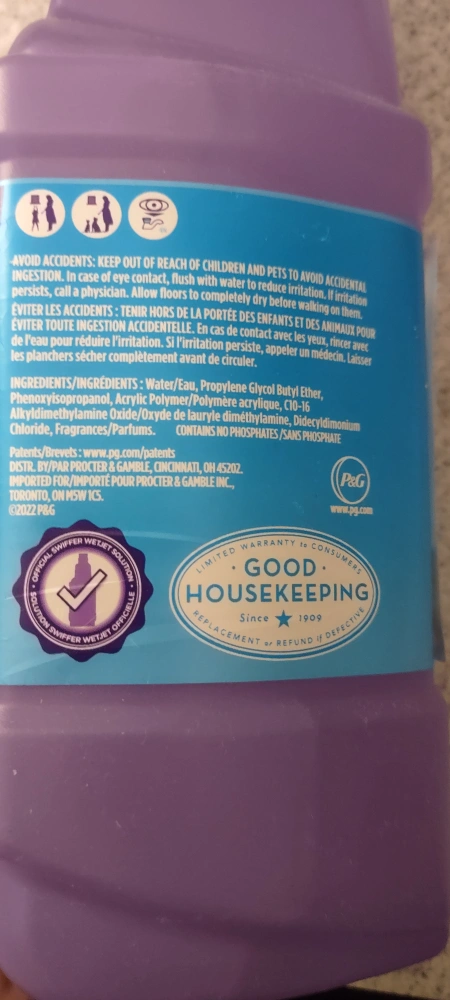 AVOID ACCIDENTS: KEEP OUT OF REACH OF CHILDREN AND PETS TO AVOID ACCIDENTAL
INGESTION. In case of eye contact, flush with water to reduce irritation. If irritation
persists, call a physician. Allow floors to completely dry before walking on them.
ÉVITER LES ACCIDENTS : TENIR HORS DE LA PORTÉE DES ENFANTS ET DES ANIMAUX POUR
ÉVITER TOUTE INGESTION ACCIDENTELLE. En cas de contact avec les yeux, rincer avec
de l'eau pour réduire l'irritation. Si l'irritation persiste, appeler un médecin. Laisser
les planchers sécher complètement avant de circuler.
INGREDIENTS/INGRÉDIENTS : Water/Eau, Propylene Glycol Butyl Ether,
Phenoxyisopropanol, Acrylic Polymer/Polymère acrylique, C10-16
Alkyldimethylamine Oxide/Oxyde de lauryle diméthylamine, Didecyldimonium
Chloride, Fragrances/Parfums. CONTAINS NO PHOSPHATES/SANS PHOSPHATE
Patents/Brevets : www.pg.com/patents
DISTR. BY/PAR PROCTER & GAMBLE, CINCINNATI, OH 45202.
IMPORTED FOR/IMPORTÉ POUR PROCTER & GAMBLE INC.,
TORONTO, ON M5W 1C5.
©2022 P&G
P&G
www.pg.com
OFFICIAL SWIFFER WETJET SOLUTION
SOLUTION SWIFFER WETJET OFFICIELLE
LIMITED WARRANTY to CONSUMERS
GOOD
HOUSEKEEPING
Since ★ 1909
REPLACEMENT or REFUND if DEFECTIVE